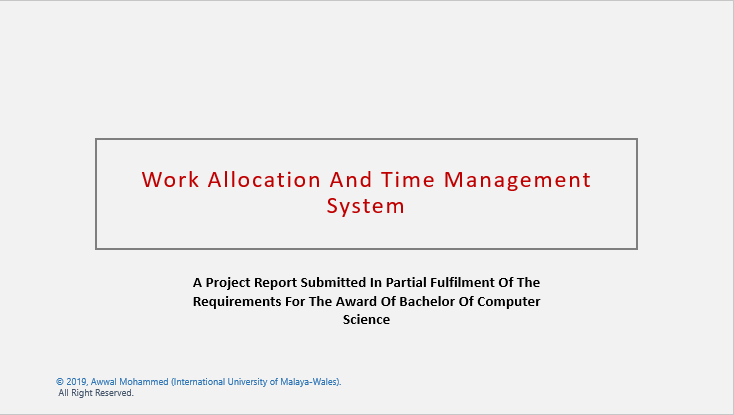 Work Allocation And Time Management
System
A Project Report Submitted In Partial Fulfilment Of The
Requirements For The Award Of Bachelor Of Computer
Science
© 2019, Awwal Mohammed (International University of Malaya-Wales).
All Right Reserved.